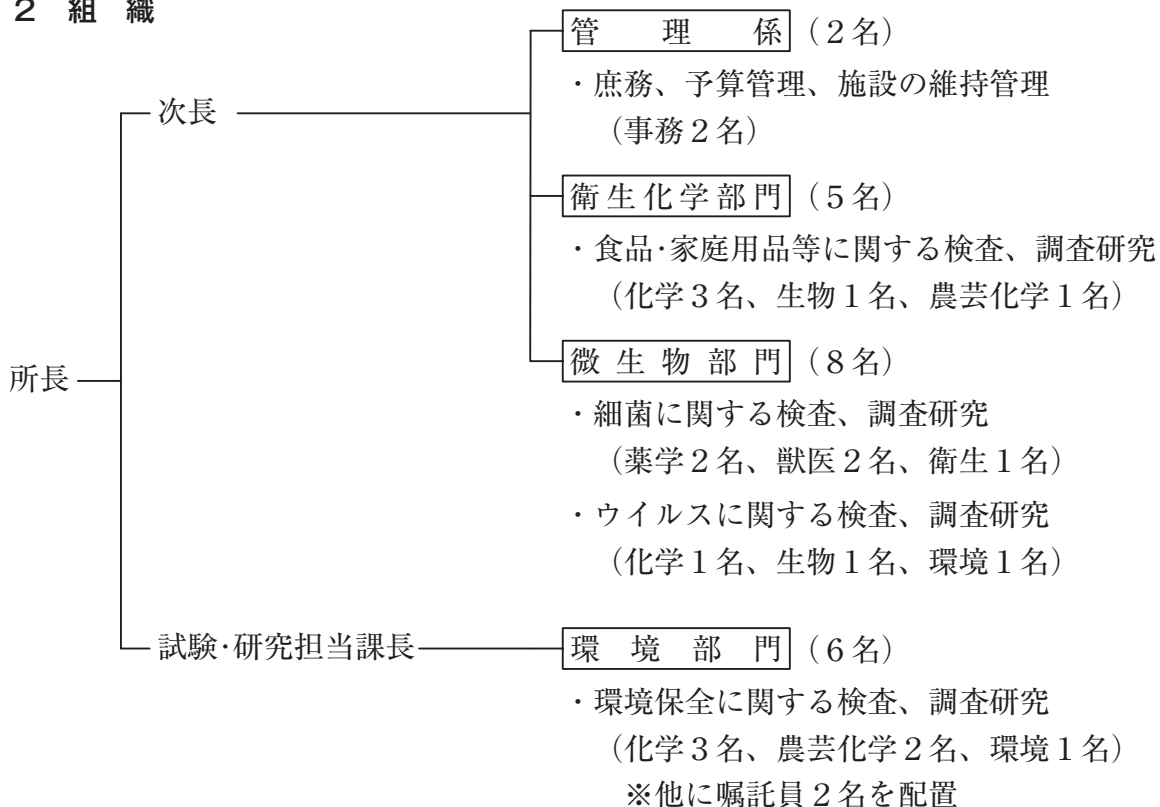 2 組織
管理係(2名)
・庶務、予算管理、施設の維持管理
(事務2名)
次長
衛生化学部門(5名)
・食品・家庭用品等に関する検査、調査研究
(化学3名、生物1名、農芸化学1名)
微生物部門(8名)
所長
・細菌に関する検査、調査研究
(薬学2名、獣医2名、衛生1名)
・ウイルスに関する検査、調査研究
(化学1名、生物1名、環境1名)
試験・研究担当課長
環境部門(6名)
・環境保全に関する検査、調査研究
(化学3名、農芸化学2名、環境1名)
※他に嘱託員2名を配置